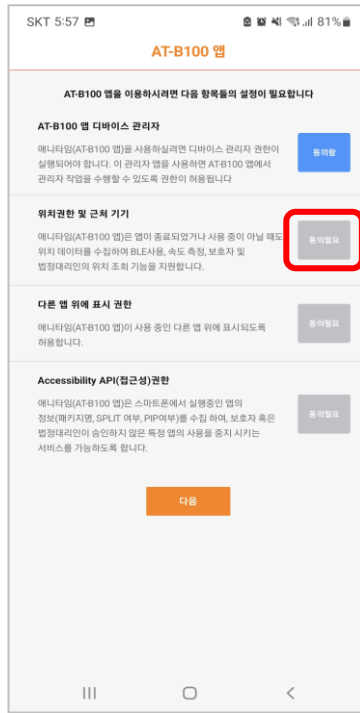 SKT 5:57 81%
AT-B100 앱
AT-B100 앱을 이용하시려면 다음 항목들의 설정이 필요합니다
AT-B100 앱 디바이스 관리자
애니타임(AT-B100 앱)을 사용하실려면 디바이스 관리자 권한이
실행되어야 합니다. 이 관리자 앱을 사용하면 AT-B100 앱에서
관리자 작업을 수행할 수 있도록 권한이 허용됩니다
동의함
위치권한 및 근처 기기
애니타임(AT-B100 앱)은 앱이 종료되었거나 사용 중이 아닐 때도
위치 데이터를 수집하여 BLE사용, 속도 측정, 보호자 및
법정대리인의 위치 조회 기능을 지원합니다.
동의필요
다른 앱 위에 표시 권한
애니타임(AT-B100 앱)이 사용 중인 다른 앱 위에 표시되도록
허용합니다.
동의필요
Accessibility API(접근성)권한
애니타임(AT-B100 앱)은 스마트폰에서 실행중인 앱의
정보(패키지명, SPLIT 여부, PIP여부)를 수집 하여, 보호자 혹은
법정대리인이 승인하지 않은 특정 앱의 사용을 중지 시키는
서비스를 가능하도록 합니다.
동의필요
다음